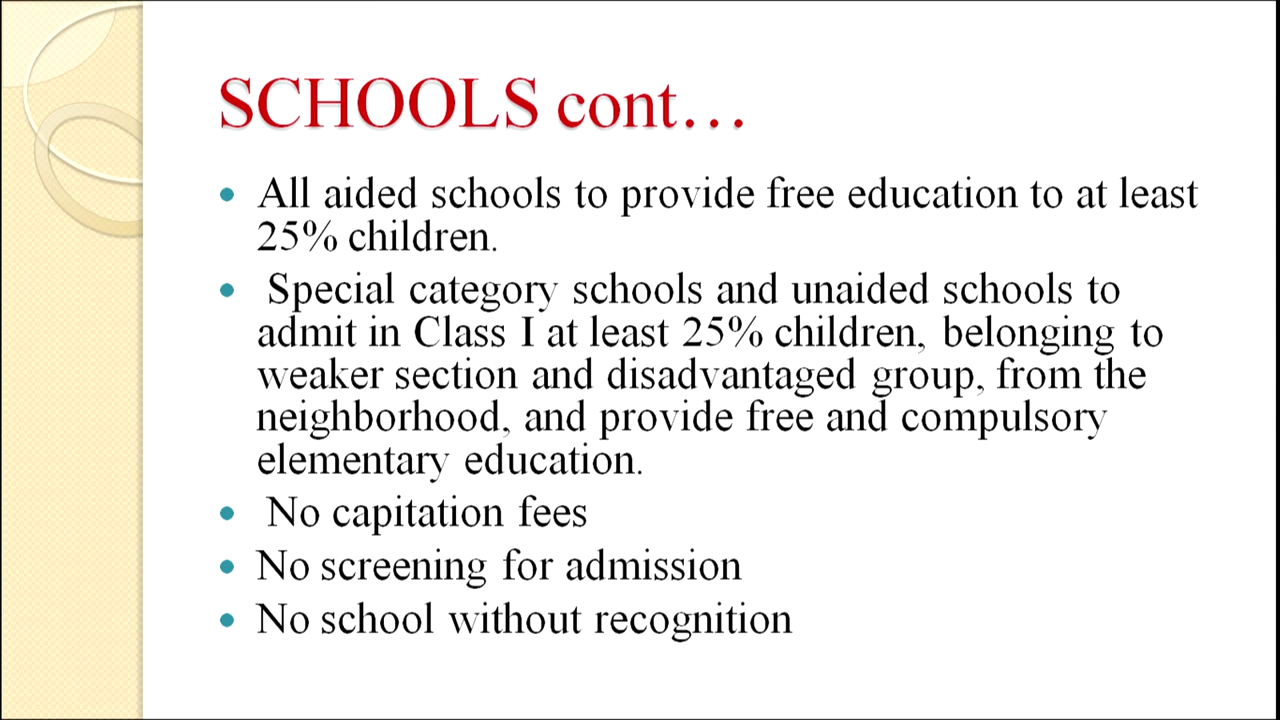 SCHOOLS cont...
• All aided schools to provide free education to at least
25% children.
• Special category schools and unaided schools to
admit in Class I at least 25% children, belonging to
weaker section and disadvantaged group, from the
neighborhood, and provide free and compulsory
elementary education.
• No capitation fees
• No screening for admission
• No school without recognition